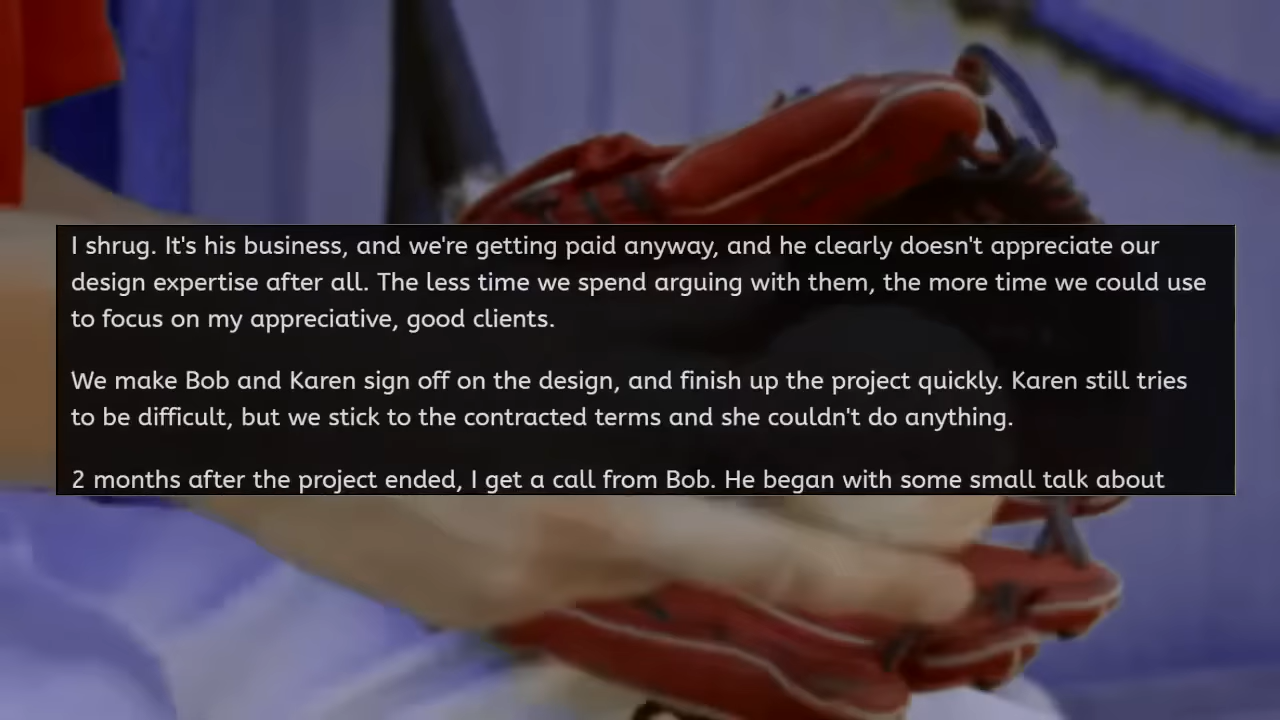 I shrug. It's his business, and we're getting paid anyway, and he clearly doesn't appreciate our
design expertise after all. The less time we spend arguing with them, the more time we could use
to focus on my appreciative, good clients.
We make Bob and Karen sign off on the design, and finish up the project quickly. Karen still tries
to be difficult, but we stick to the contracted terms and she couldn't do anything.
2 months after the project ended, I get a call from Bob. He began with some small talk about